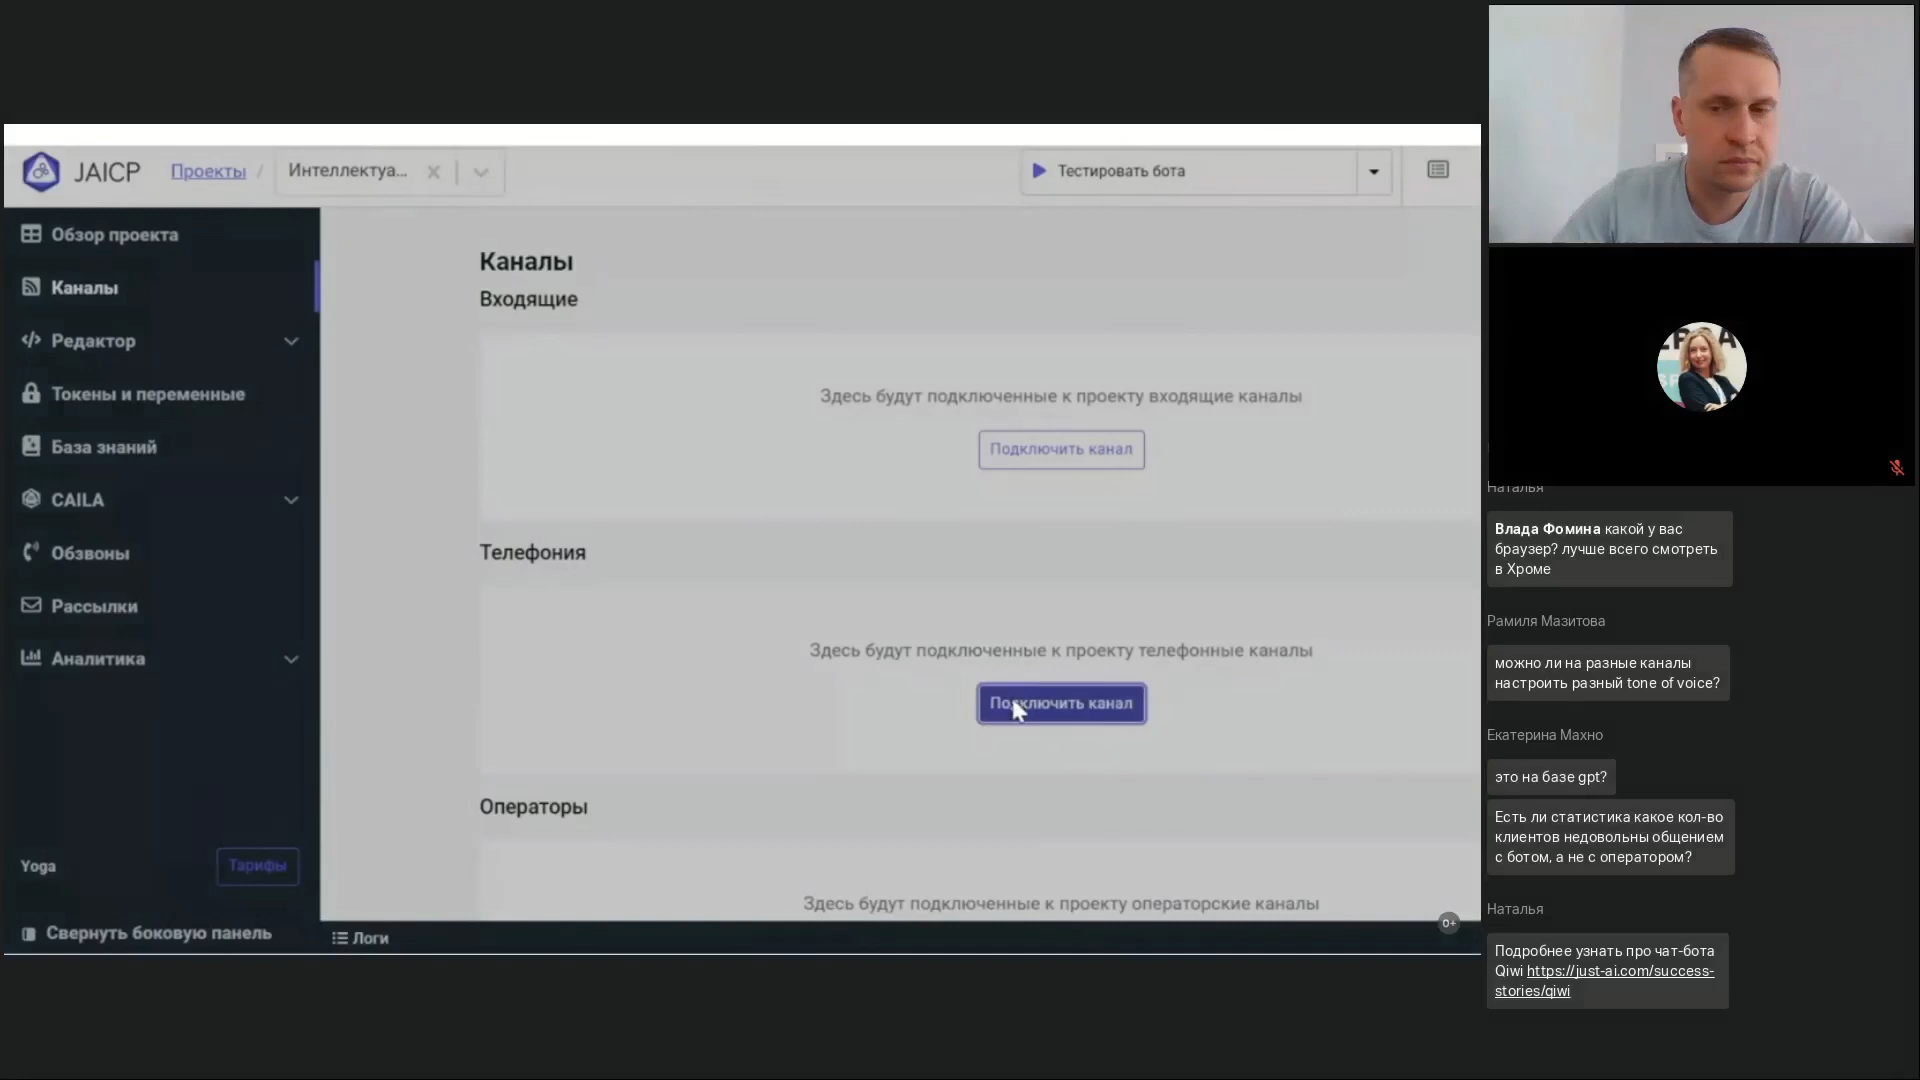 JAICP
Проекты /
Интеллектуа...
Тестировать бота
Обзор проекта
Каналы
Редактор
Токены и переменные
База знаний
CAILA
Обзвоны
Рассылки
Аналитика
Yoga
Тарифы
Свернуть боковую панель
Каналы
Входящие
Здесь будут подключенные к проекту входящие каналы
Подключить канал
Телефония
Здесь будут подключенные к проекту телефонные каналы
Подключить канал
Операторы
Здесь будут подключенные к проекту операторские каналы
0+
Логи
Наталья
Влада Фомина какой у вас
браузер? лучше всего смотреть
в Хроме
Рамиля Мазитова
можно ли на разные каналы
настроить разный tone of voice?
Екатерина Махно
это на базе gpt?
Есть ли статистика какое кол-во
клиентов недовольны общением
с ботом, а не с оператором?
Наталья
Подробнее узнать про чат-бота
Qiwi https://just-ai.com/success-
stories/qiwi